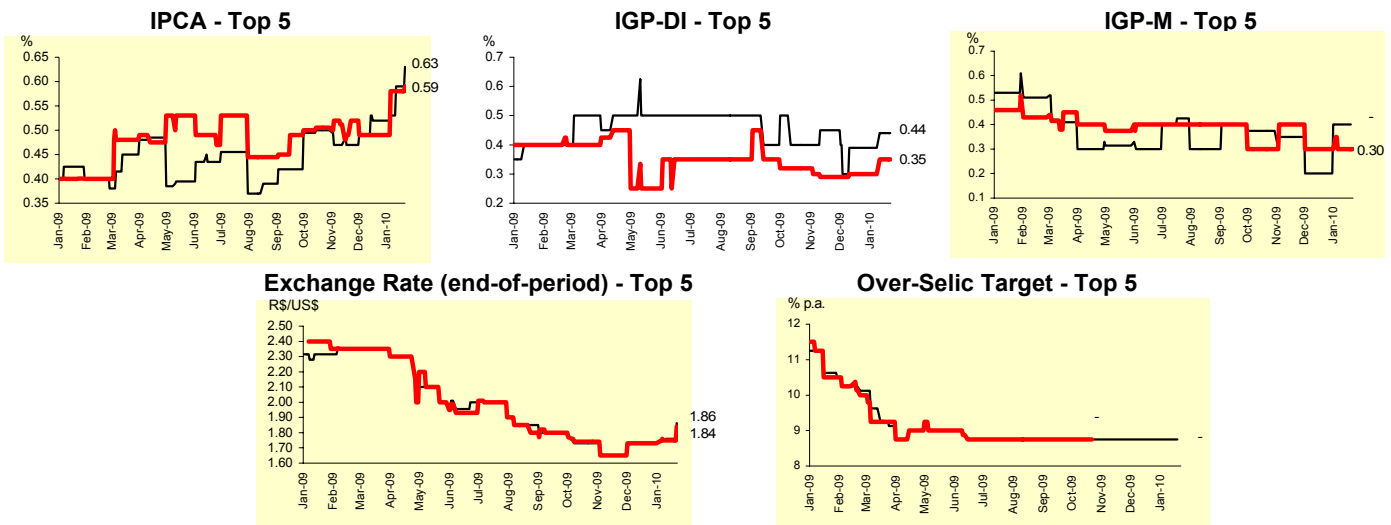 IPCA - Top 5
%
0.65
0.60
0.55
0.50
0.45
0.40
0.35
0.63
0.59
Jan-09
Feb-09
Mar-09
Apr-09
May-09
Jun-09
Jul-09
Aug-09
Sep-09
Oct-09
Nov-09
Dec-09
Jan-10
IGP-DI - Top 5
%
0.7
0.6
0.5
0.4
0.3
0.2
0.44
0.35
Jan-09
Feb-09
Mar-09
Apr-09
May-09
Jun-09
Jul-09
Aug-09
Sep-09
Oct-09
Nov-09
Dec-09
Jan-10
IGP-M - Top 5
%
0.7
0.6
0.5
0.4
0.3
0.2
0.1
-
0.30
Jan-09
Feb-09
Mar-09
Apr-09
May-09
Jun-09
Jul-09
Aug-09
Sep-09
Oct-09
Nov-09
Dec-09
Jan-10
Exchange Rate (end-of-period) - Top 5
R$/US$
2.50
2.40
2.30
2.20
2.10
2.00
1.90
1.80
1.70
1.60
1.86
1.84
Jan-09
Feb-09
Mar-09
Apr-09
May-09
Jun-09
Jul-09
Aug-09
Sep-09
Oct-09
Nov-09
Dec-09
Jan-10
Over-Selic Target - Top 5
% p.a.
12
11
10
9
8
-
-
Jan-09
Feb-09
Mar-09
Apr-09
May-09
Jun-09
Jul-09
Aug-09
Sep-09
Oct-09
Nov-09
Dec-09
Jan-10